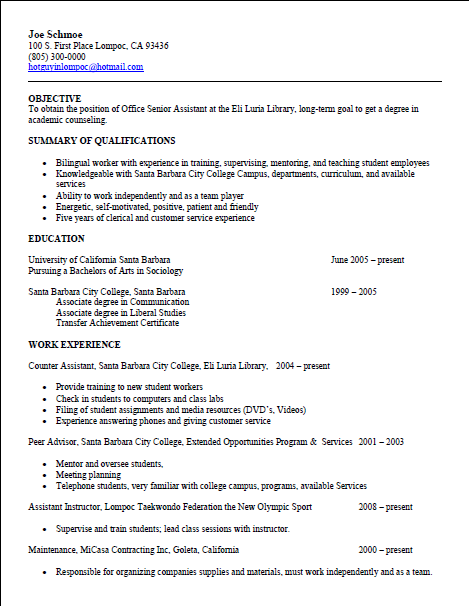 Joe Schmoe
100 S. First Place Lompoc, CA 93436
(805) 300-0000
hotguyinlompoc@hotmail.com
OBJECTIVE
To obtain the position of Office Senior Assistant at the Eli Luria Library, long-term goal to get a degree in
academic counseling.
SUMMARY OF QUALIFICATIONS
• Bilingual worker with experience in training, supervising, mentoring, and teaching student employees
• Knowledgeable with Santa Barbara City College Campus, departments, curriculum, and available
services
• Ability to work independently and as a team player
• Energetic, self-motivated, positive, patient and friendly
• Five years of clerical and customer service experience
EDUCATION
University of California Santa Barbara June 2005 – present
Pursuing a Bachelors of Arts in Sociology
Santa Barbara City College, Santa Barbara 1999 – 2005
Associate degree in Communication
Associate degree in Liberal Studies
Transfer Achievement Certificate
WORK EXPERIENCE
Counter Assistant, Santa Barbara City College, Eli Luria Library, 2004 – present
• Provide training to new student workers
• Check in students to computers and class labs
• Filing of student assignments and media resources (DVD's, Videos)
• Experience answering phones and giving customer service
Peer Advisor, Santa Barbara City College, Extended Opportunities Program & Services 2001 – 2003
• Mentor and oversee students,
• Meeting planning
• Telephone students, very familiar with college campus, programs, available Services
Assistant Instructor, Lompoc Taekwondo Federation the New Olympic Sport 2008 – present
• Supervise and train students; lead class sessions with instructor.
Maintenance, MiCasa Contracting Inc, Goleta, California 2000 – present
• Responsible for organizing companies supplies and materials, must work independently and as a team.